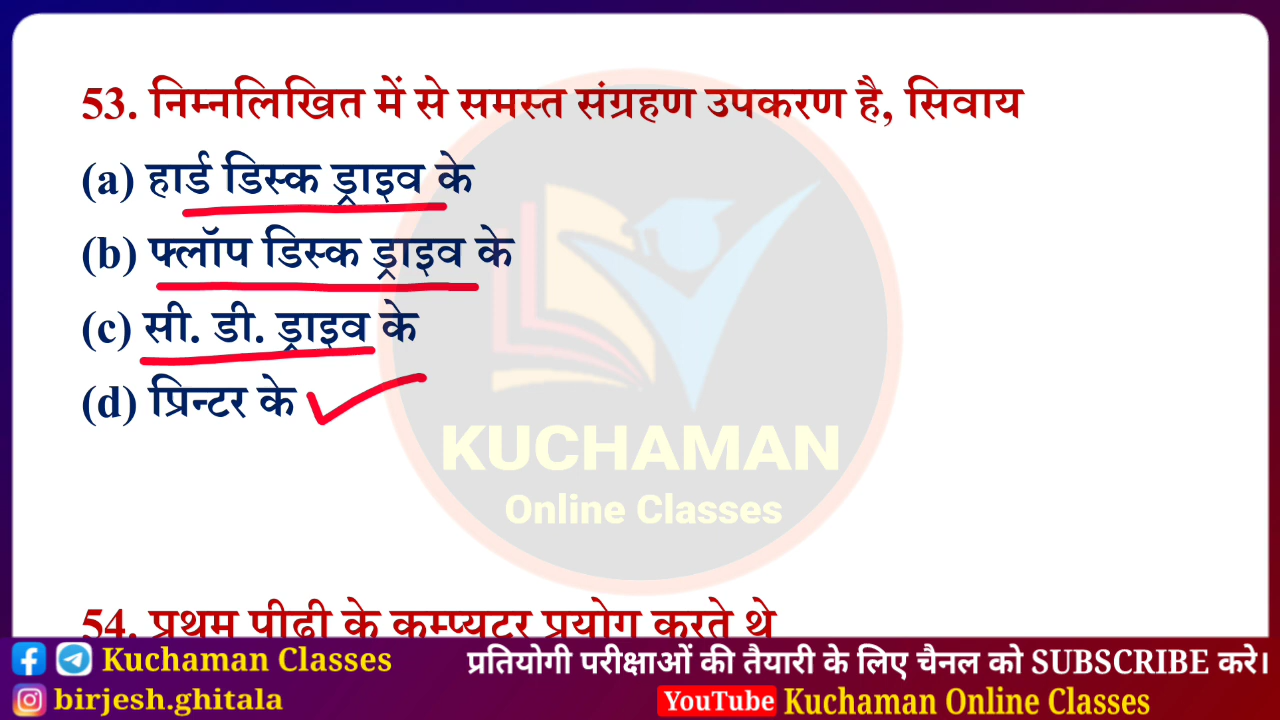 53. निम्नलिखित में से समस्त संग्रहण उपकरण है, सिवाय
(a) हार्ड डिस्क ड्राइव के
(b) फ्लॉप डिस्क ड्राइव के
(c) सी. डी. ड्राइव के
(d) प्रिन्टर के
KUCHAMAN
Online Classes
54. प्रथम पीढ़ी के कम्प्यूटर प्रयोग करते थे
Kuchaman Classes
प्रतियोगी परीक्षाओं की तैयारी के लिए चैनल को SUBSCRIBE करे।
birjesh.ghitala
YouTube Kuchaman Online Classes